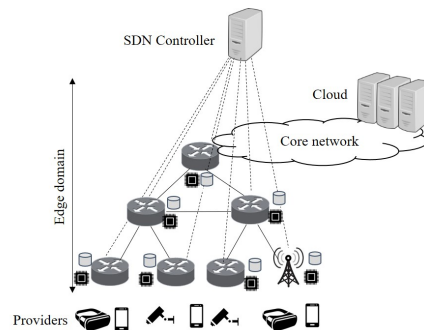 SDN Controller
Cloud
Core network
Edge domain
Providers